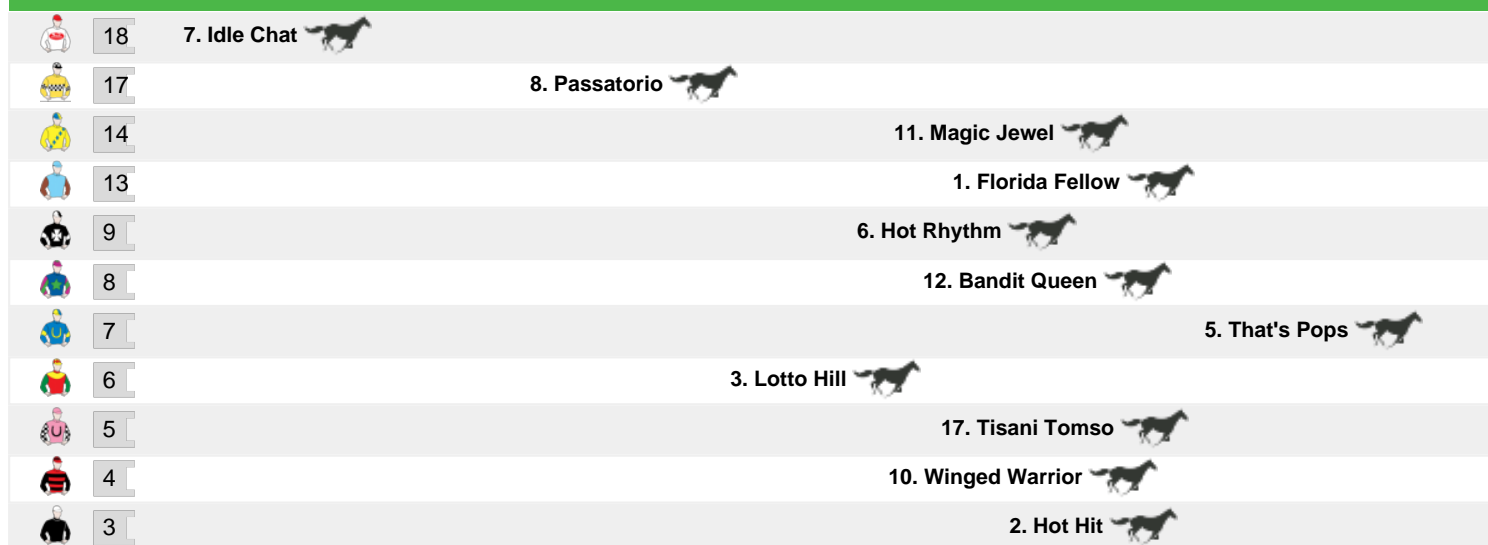 18 7. Idle Chat
17 8. Passatorio
14 11. Magic Jewel
13 1. Florida Fellow
9 6. Hot Rhythm
8 12. Bandit Queen
7 5. That's Pops
6 3. Lotto Hill
5 17. Tisani Tomso
4 10. Winged Warrior
3 2. Hot Hit